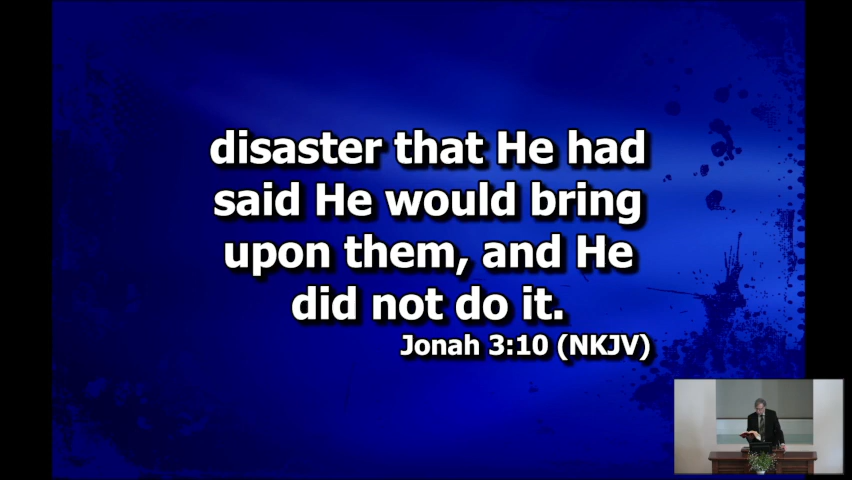 disaster that He had
said He would bring
upon them, and He
did not do it.
Jonah 3:10 (NKJV)